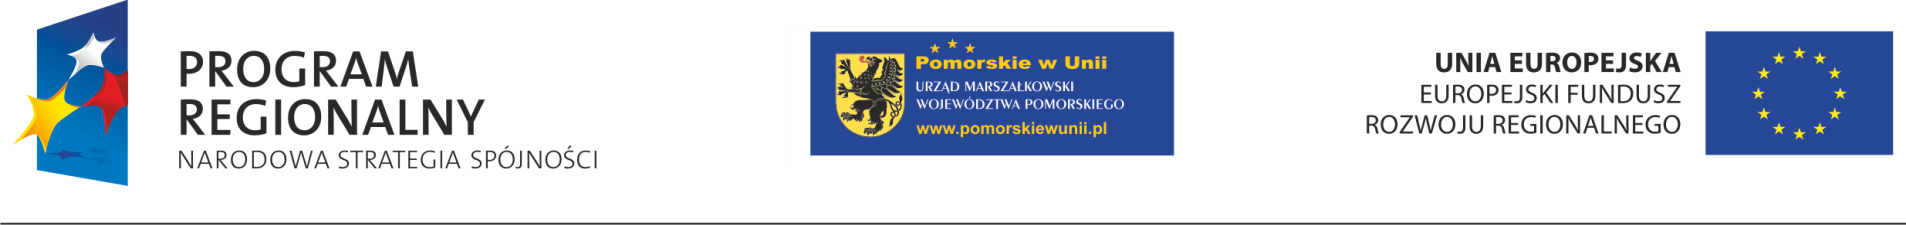 PROGRAM
REGIONALNY
NARODOWA STRATEGIA SPÓJNOŚCI
Pomorskie w Unii
URZĄD MARSZAŁKOWSKI
WOJEWÓDZTWA POMORSKIEGO
www.pomorskiewunii.pl
UNIA EUROPEJSKA
EUROPEJSKI FUNDUSZ
ROZWOJU REGIONALNEGO